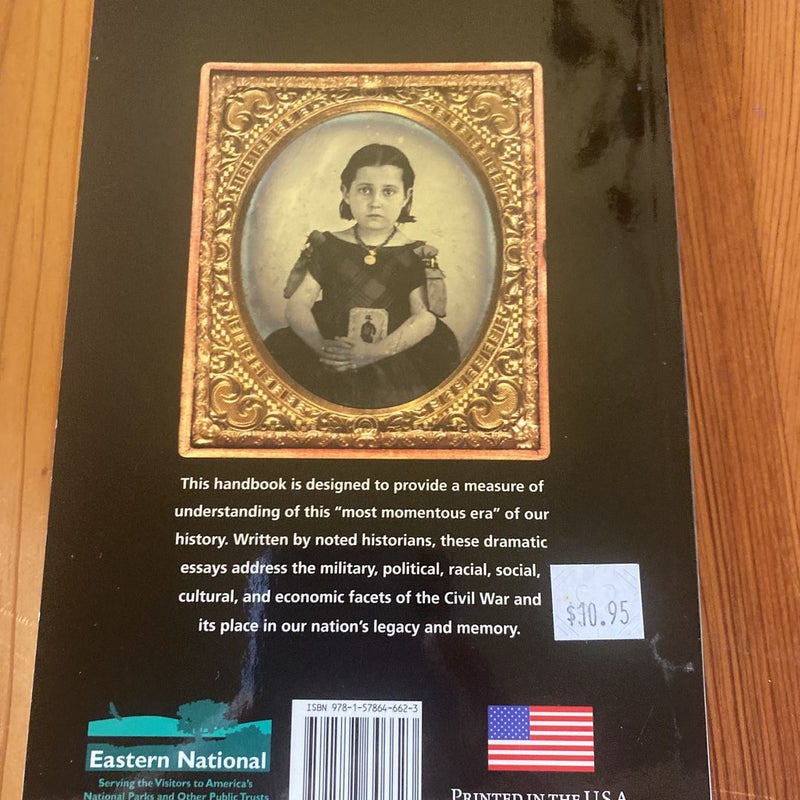 This handbook is designed to provide a measure of
understanding of this “most momentous era” of our
history. Written by noted historians, these dramatic
essays address the military, political, racial, social,
cultural, and economic facets of the Civil War and
its place in our nation’s legacy and memory.
$10.95
ISBN 978-1-57864-662-3
Eastern National
Serving the Visitors to America’s
National Parks and Other Public Trusts
PRINTED IN THE U.S.A.